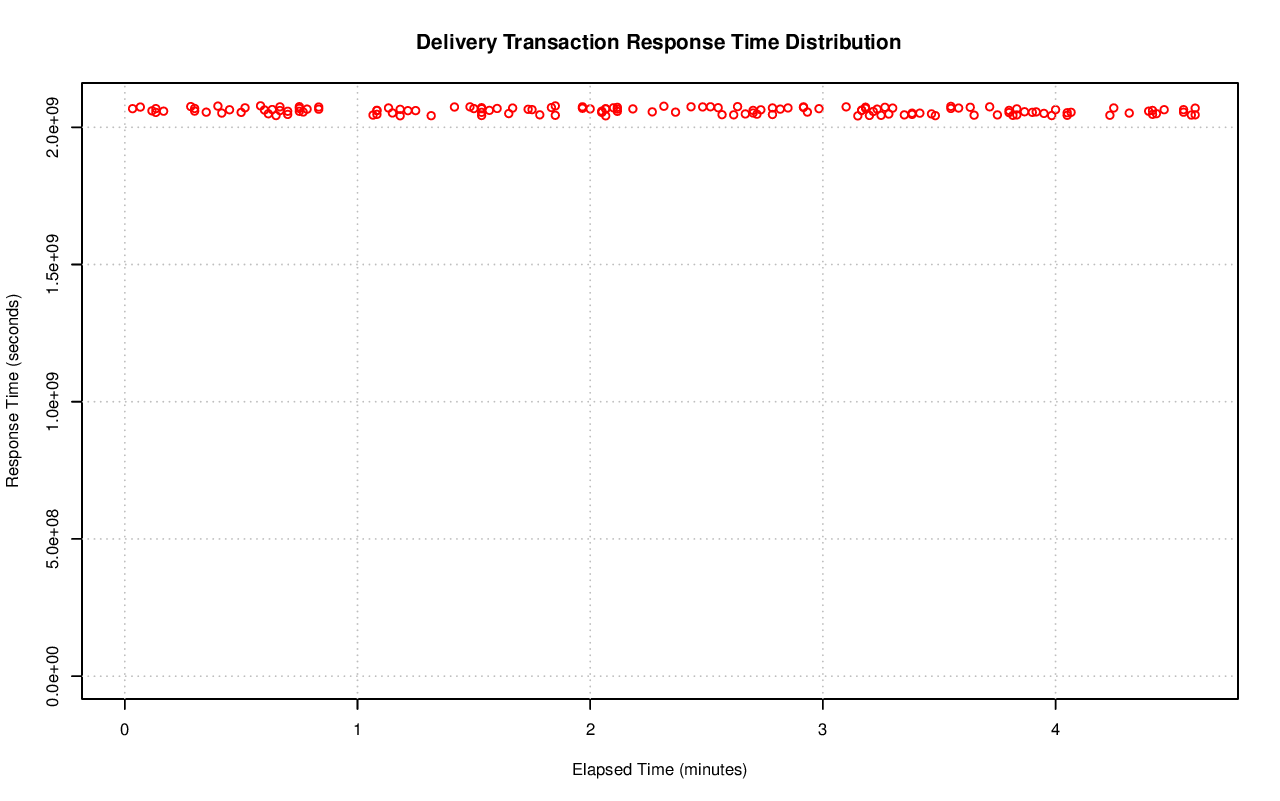 Delivery Transaction Response Time Distribution
Response Time (seconds)
2.0e+09
1.5e+09
1.0e+09
5.0e+08
0.0e+00
0 1 2 3 4
Elapsed Time (minutes)